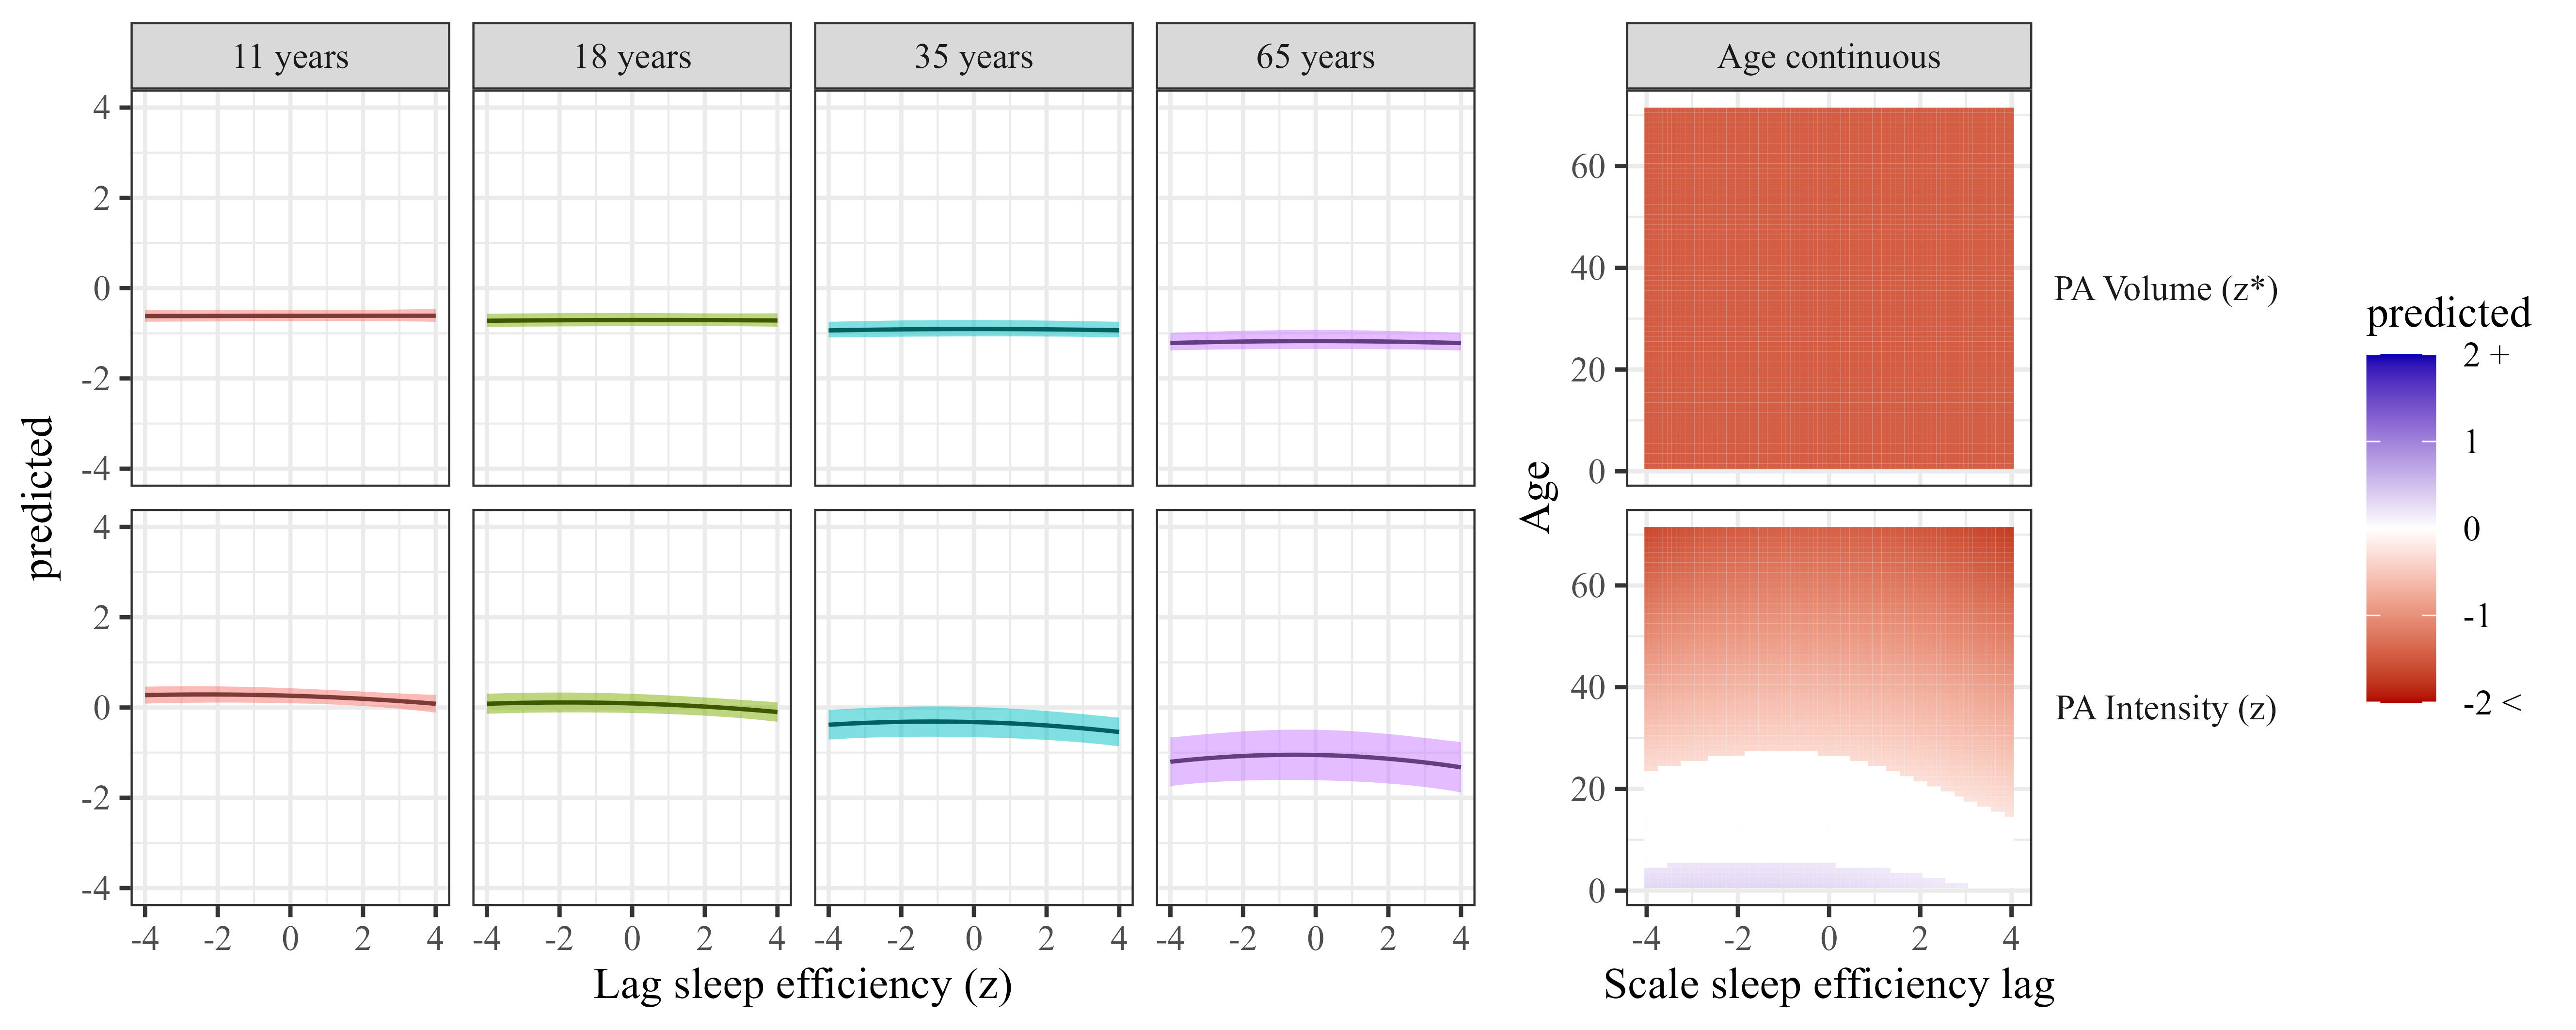 11 years
18 years
35 years
65 years
Age continuous
4
2
0
-2
-4
60
40
20
0
PA Volume (z*)
predicted
Age
4
2
0
-2
-4
60
40
20
0
PA Intensity (z)
-4 -2 0 2 4
-4 -2 0 2 4
-4 -2 0 2 4
-4 -2 0 2 4
-4 -2 0 2 4
Lag sleep efficiency (z)
Scale sleep efficiency lag
predicted
2 +
1
0
-1
-2 <